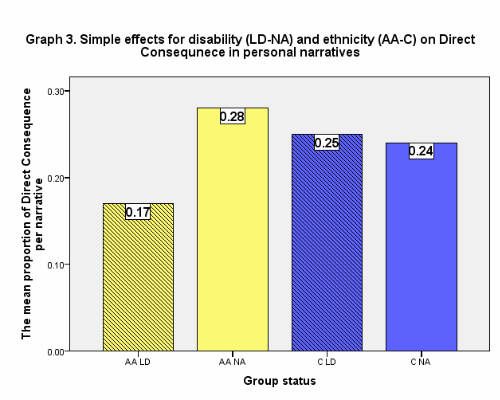 Graph 3. Simple effects for disability (LD-NA) and ethnicity (AA-C) on Direct
Consequnece in personal narratives
The mean proportion of Direct Consequence
per narrative
0.30
0.20
0.10
0.00
0.17
0.28
0.25
0.24
AA LD
AA NA
C LD
C NA
Group status